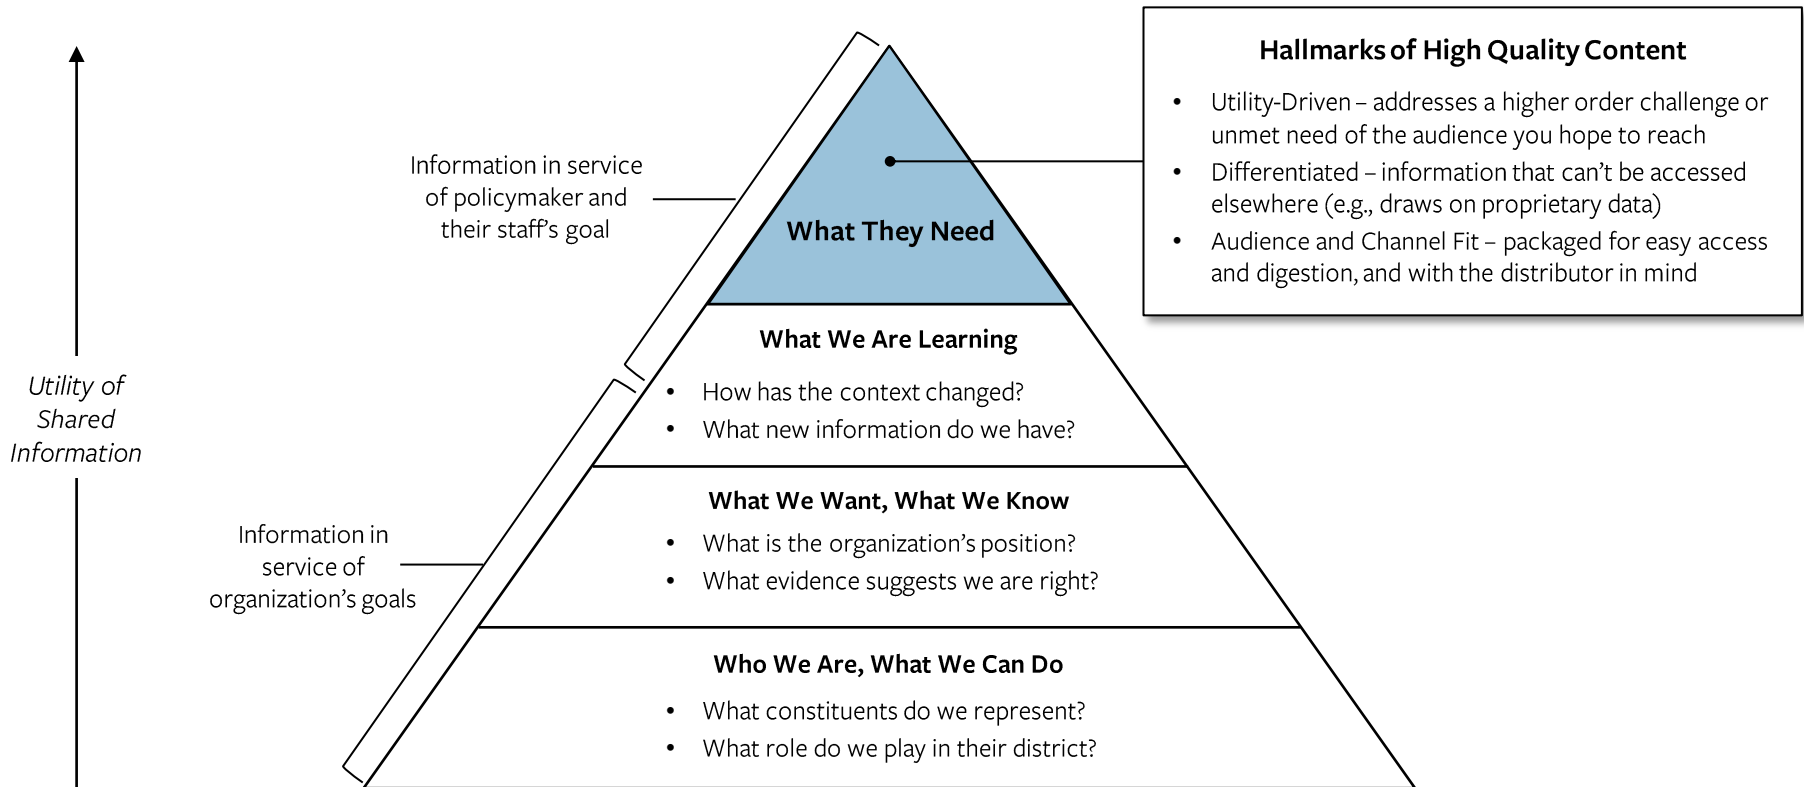 Hallmarks of High Quality Content
• Utility-Driven – addresses a higher order challenge or
unmet need of the audience you hope to reach
• Differentiated – information that can't be accessed
elsewhere (e.g., draws on proprietary data)
• Audience and Channel Fit – packaged for easy access
and digestion, and with the distributor in mind
Information in service
of policymaker and
their staff's goal
What They Need
What We Are Learning
• How has the context changed?
• What new information do we have?
Utility of
Shared
Information
What We Want, What We Know
• What is the organization's position?
• What evidence suggests we are right?
Information in
service of
organization's goals
Who We Are, What We Can Do
• What constituents do we represent?
• What role do we play in their district?